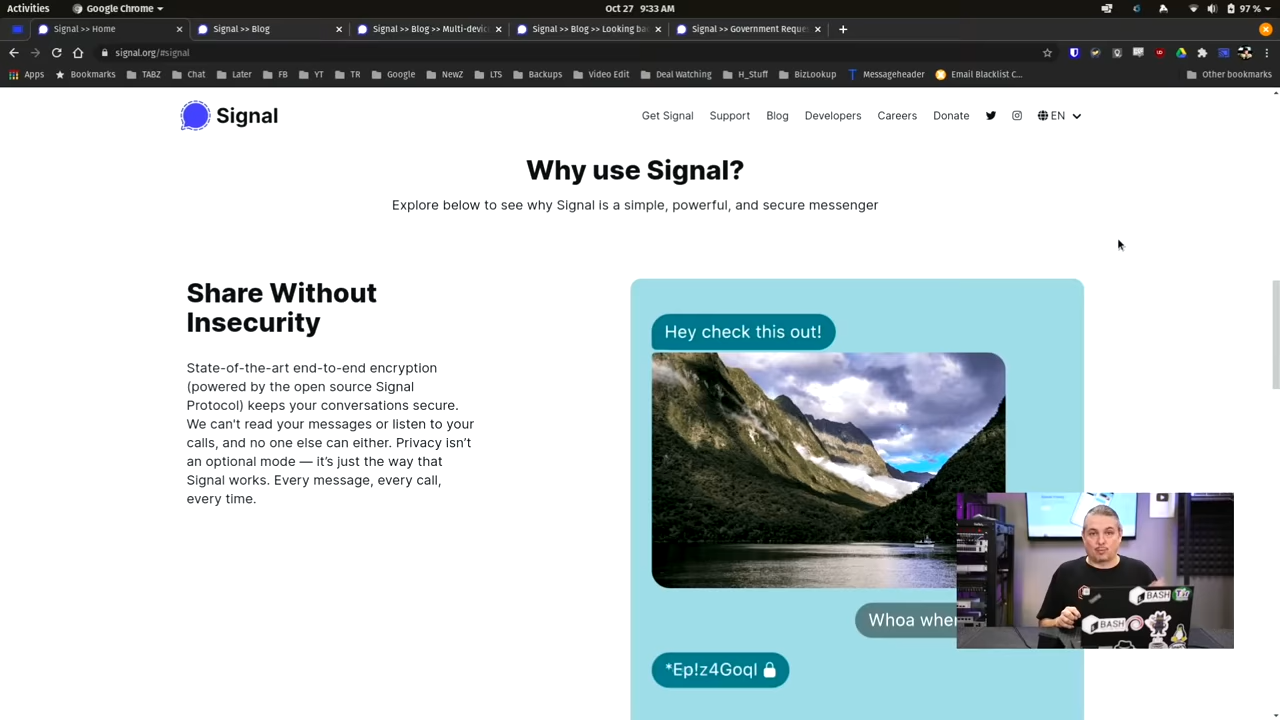 Activities
Google Chrome
Oct 27 9:33 AM
97 %
Signal >> Home
Signal >> Blog
Signal >> Blog >> Multi-devic
Signal >> Blog >> Looking bac
Signal >> Government Reques
signal.org/#signal
Apps
Bookmarks
TABZ
Chat
Later
FB
YT
TR
Google
NewZ
LTS
Backups
Video Edit
Deal Watching
H_Stuff
BizLookup
Messageheader
Email Blacklist C...
Other bookmarks
Signal
Get Signal
Support
Blog
Developers
Careers
Donate
EN
Why use Signal?
Explore below to see why Signal is a simple, powerful, and secure messenger
Share Without
Insecurity
State-of-the-art end-to-end encryption
(powered by the open source Signal
Protocol) keeps your conversations secure.
We can't read your messages or listen to your
calls, and no one else can either. Privacy isn't
an optional mode — it's just the way that
Signal works. Every message, every call,
every time.
Hey check this out!
Whoa wher
*Ep!z4GoqI
BASH
BASH